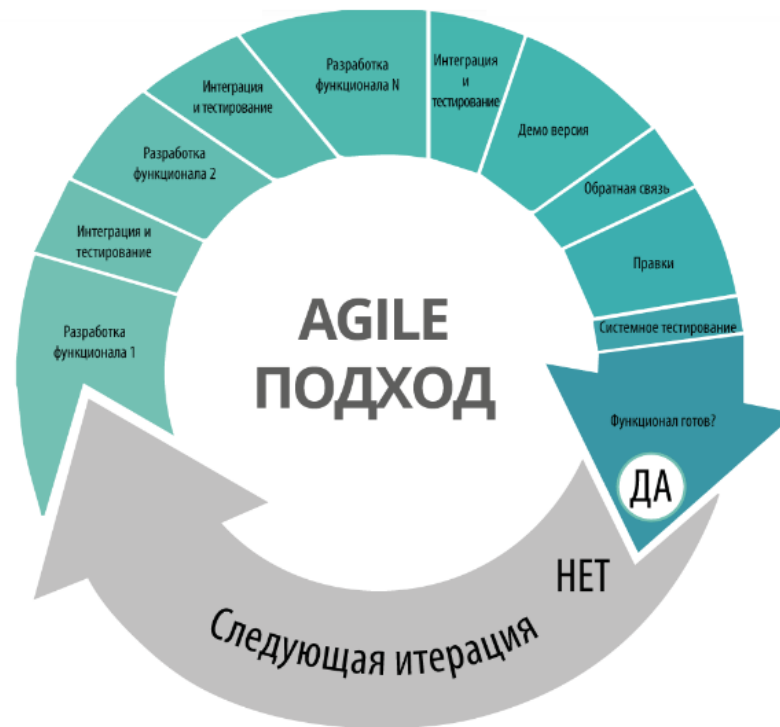 Разработка
функционала 1
Интеграция и
тестирование
Разработка
функционала 2
Интеграция
и тестирование
Разработка
функционала N
Интеграция
и
тестирование
Демо версия
Обратная связь
Правки
Системное тестирование
Функционал готов?
ДА
НЕТ
Следующая итерация
AGILE
ПОДХОД